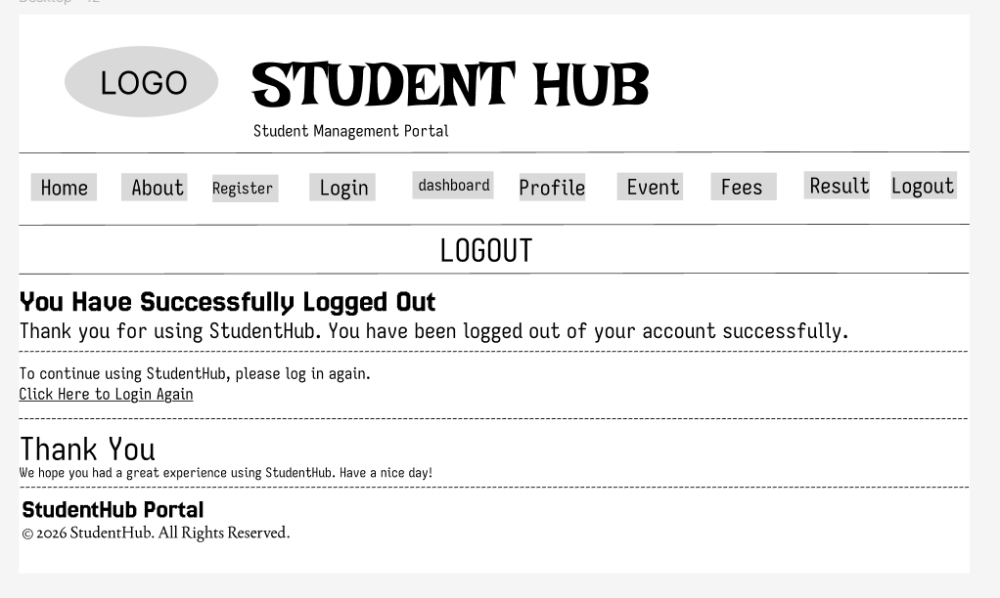 LOGO
STUDENT HUB
Student Management Portal
Home About Register Login dashboard Profile Event Fees Result Logout
LOGOUT
You Have Successfully Logged Out
Thank you for using StudentHub. You have been logged out of your account successfully.
To continue using StudentHub, please log in again.
Click Here to Login Again
Thank You
We hope you had a great experience using StudentHub. Have a nice day!
StudentHub Portal
© 2026 StudentHub. All Rights Reserved.